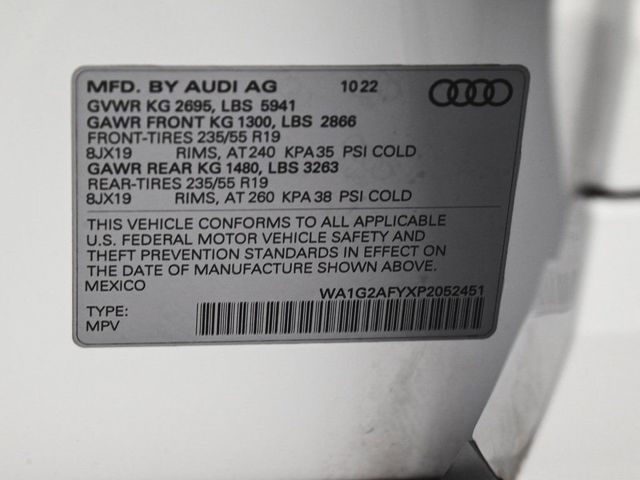 MFD. BY AUDI AG 10 22
GVWR KG 2695, LBS 5941
GAWR FRONT KG 1300, LBS 2866
FRONT-TIRES 235/55 R19
8JX19 RIMS, AT 240 KPA 35 PSI COLD
GAWR REAR KG 1480, LBS 3263
REAR-TIRES 235/55 R19
8JX19 RIMS, AT 260 KPA 38 PSI COLD
THIS VEHICLE CONFORMS TO ALL APPLICABLE
U.S. FEDERAL MOTOR VEHICLE SAFETY AND
THEFT PREVENTION STANDARDS IN EFFECT ON
THE DATE OF MANUFACTURE SHOWN ABOVE.
MEXICO
WA1G2AFYXP2052451
TYPE:
MPV